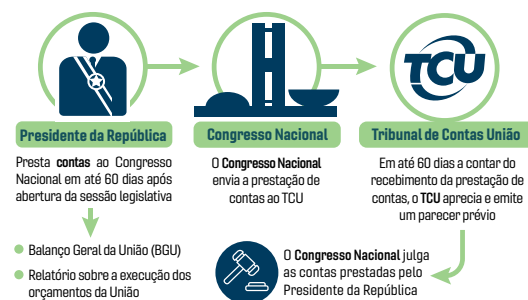 TCU
Presidente da República
Presta contas ao Congresso
Nacional em até 60 dias após
abertura da sessão legislativa
Balanço Geral da União (BGU)
Relatório sobre a execução dos
orçamentos da União
Congresso Nacional
O Congresso Nacional
envia a prestação de
contas ao TCU
Tribunal de Contas União
Em até 60 dias a contar do
recebimento da prestação de
contas, o TCU aprecia e emite
um parecer prévio
O Congresso Nacional julga
as contas prestadas pelo
Presidente da República